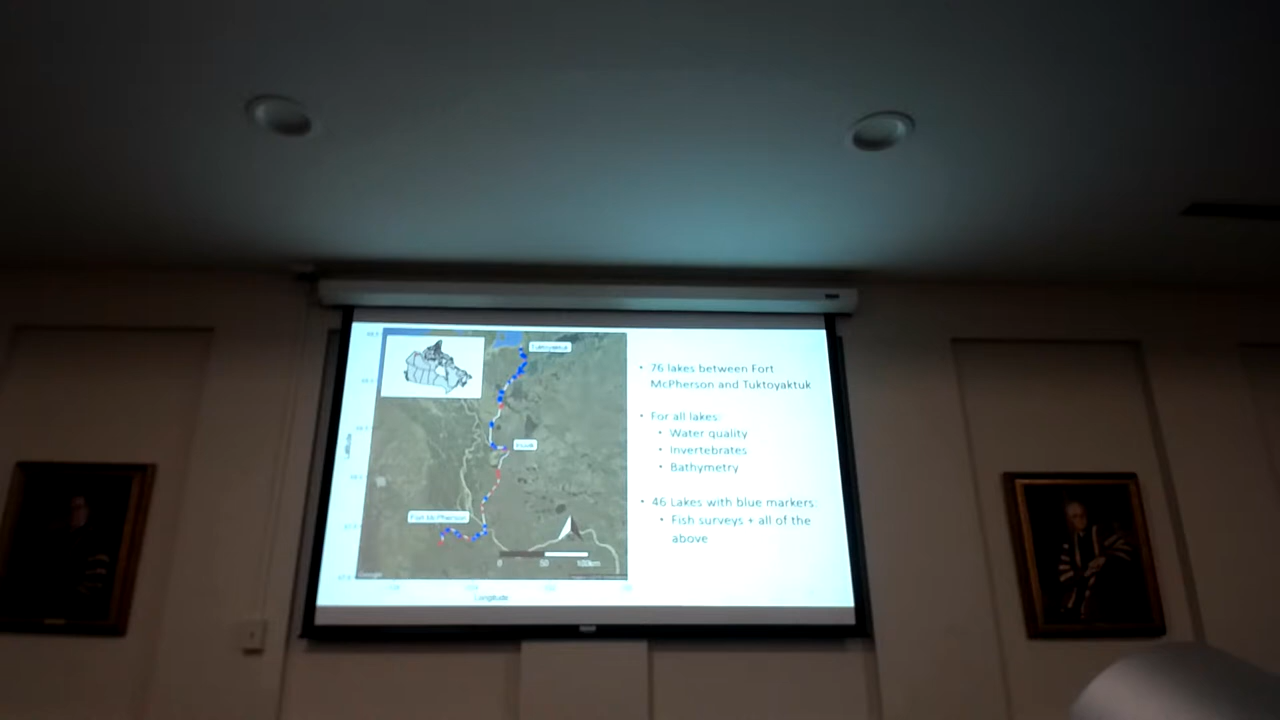 Tuktoyaktuk
Inuvik
Fort McPherson
Google
Longitude
• 76 lakes between Fort
McPherson and Tuktoyaktuk
• For all lakes:
• Water quality
• Invertebrates
• Bathymetry
• 46 Lakes with blue markers:
• Fish surveys + all of the
above